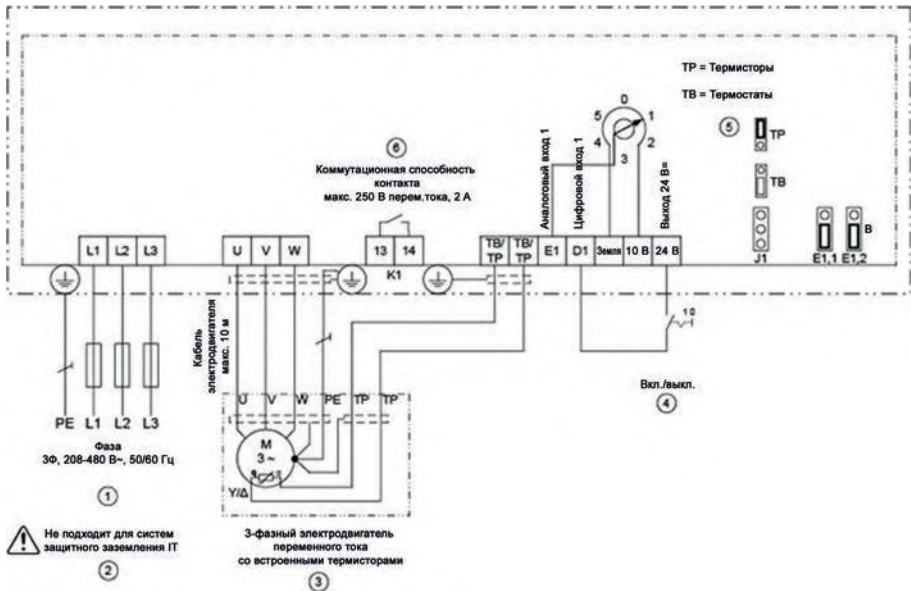 TP = Термисторы
TB = Термостаты
0
5
1
4
2
3
5
TP
TB
J1
E1,1
E1,2
B
6
Коммутационная способность
контакта
макс. 250 В перем.тока, 2 А
Аналоговый вход 1
Цифровой вход 1
Выход 24 В=
L1
L2
L3
U
V
W
13
14
K1
TB/
TP
TB/
TP
E1
D1
Земля
10 В
24 В
1 0
Кабель
электродвигателя
макс. 10 м
Вкл./выкл.
4
U
V
W
PE
TP
TP
PE
L1
L2
L3
M
3 ~
Y/Δ
Фаза
3Ф, 208-480 В~, 50/60 Гц
1
Не подходит для систем
защитного заземления IT
2
3-фазный электродвигатель
переменного тока
со встроенными термисторами
3